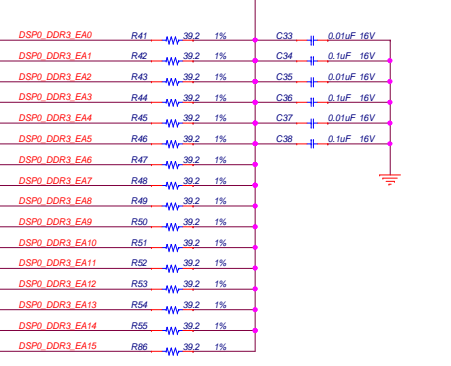 DSP0_DDR3_EA0 R41 39.2 1% C33 0.01uF 16V
DSP0_DDR3_EA1 R42 39.2 1% C34 0.1uF 16V
DSP0_DDR3_EA2 R43 39.2 1% C35 0.01uF 16V
DSP0_DDR3_EA3 R44 39.2 1% C36 0.1uF 16V
DSP0_DDR3_EA4 R45 39.2 1% C37 0.01uF 16V
DSP0_DDR3_EA5 R46 39.2 1% C38 0.1uF 16V
DSP0_DDR3_EA6 R47 39.2 1%
DSP0_DDR3_EA7 R48 39.2 1%
DSP0_DDR3_EA8 R49 39.2 1%
DSP0_DDR3_EA9 R50 39.2 1%
DSP0_DDR3_EA10 R51 39.2 1%
DSP0_DDR3_EA11 R52 39.2 1%
DSP0_DDR3_EA12 R53 39.2 1%
DSP0_DDR3_EA13 R54 39.2 1%
DSP0_DDR3_EA14 R55 39.2 1%
DSP0_DDR3_EA15 R86 39.2 1%